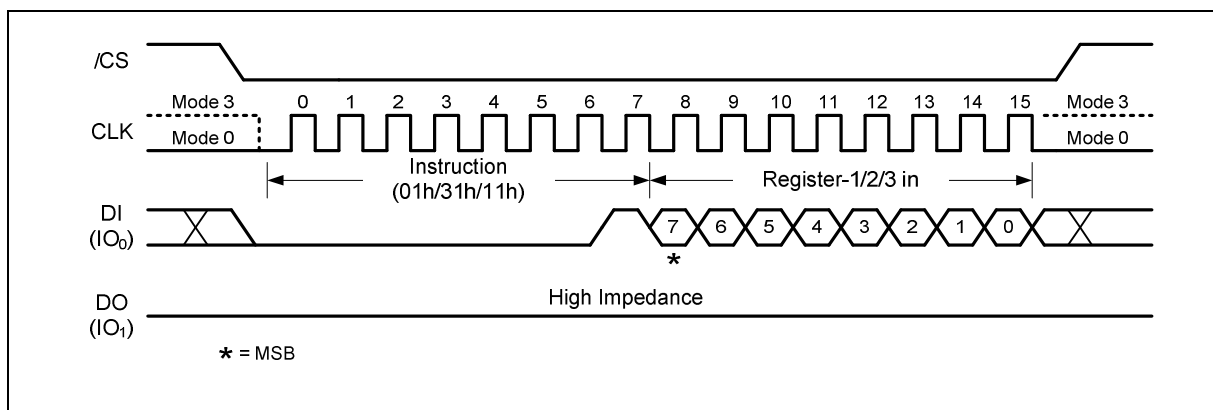 /CS
Mode 3 0 1 2 3 4 5 6 7 8 9 10 11 12 13 14 15 Mode 3
CLK Mode 0 Mode 0
Instruction
(01h/31h/11h)
Register-1/2/3 in
DI
(IO₀)
7 6 5 4 3 2 1 0
*
High Impedance
DO
(IO₁)
* = MSB